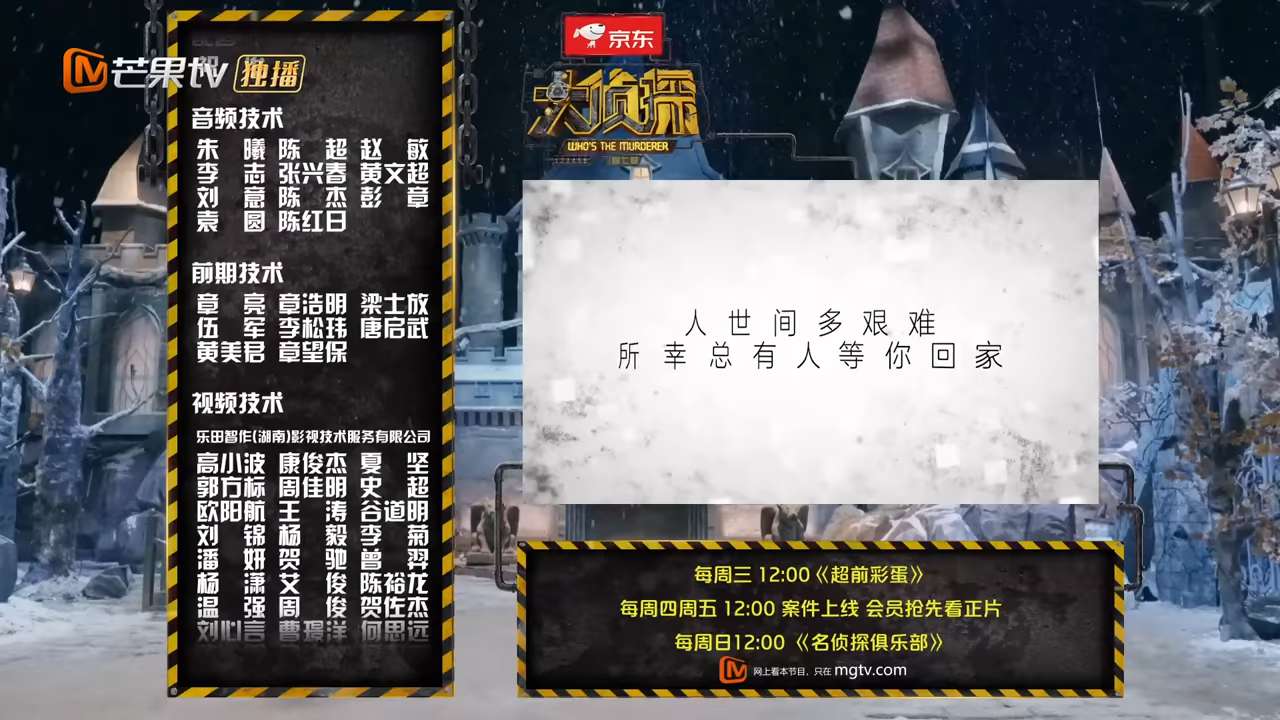 芒果tv 独播
音频技术
朱 曦 陈 超 赵 敏
李 志 张兴春 黄文超
刘 意 陈 杰 彭 章
袁 圆 陈红日
前期技术
章 亮 章浩明 梁士放
伍 军 李松玮 唐启武
黄美君 章望保
视频技术
乐田智作(湖南)影视技术服务有限公司
高小波 康俊杰 夏 坚
郭方标 周佳明 史 超
欧阳航 王 涛 谷道明
刘 锦 杨 毅 李 菊
潘 妍 贺 驰 曾 羿
杨 潇 艾 俊 陈裕龙
温 强 周 俊 贺佐杰
刘心言 曹璟洋 何思远
京东
大侦探
WHO'S THE MURDERER
人世间多艰难
所幸总有人等你回家
每周三 12:00《超前彩蛋》
每周四周五 12:00 案件上线 会员抢先看正片
每周日12:00 《名侦探俱乐部》
网上看本节目，只在 mgtv.com